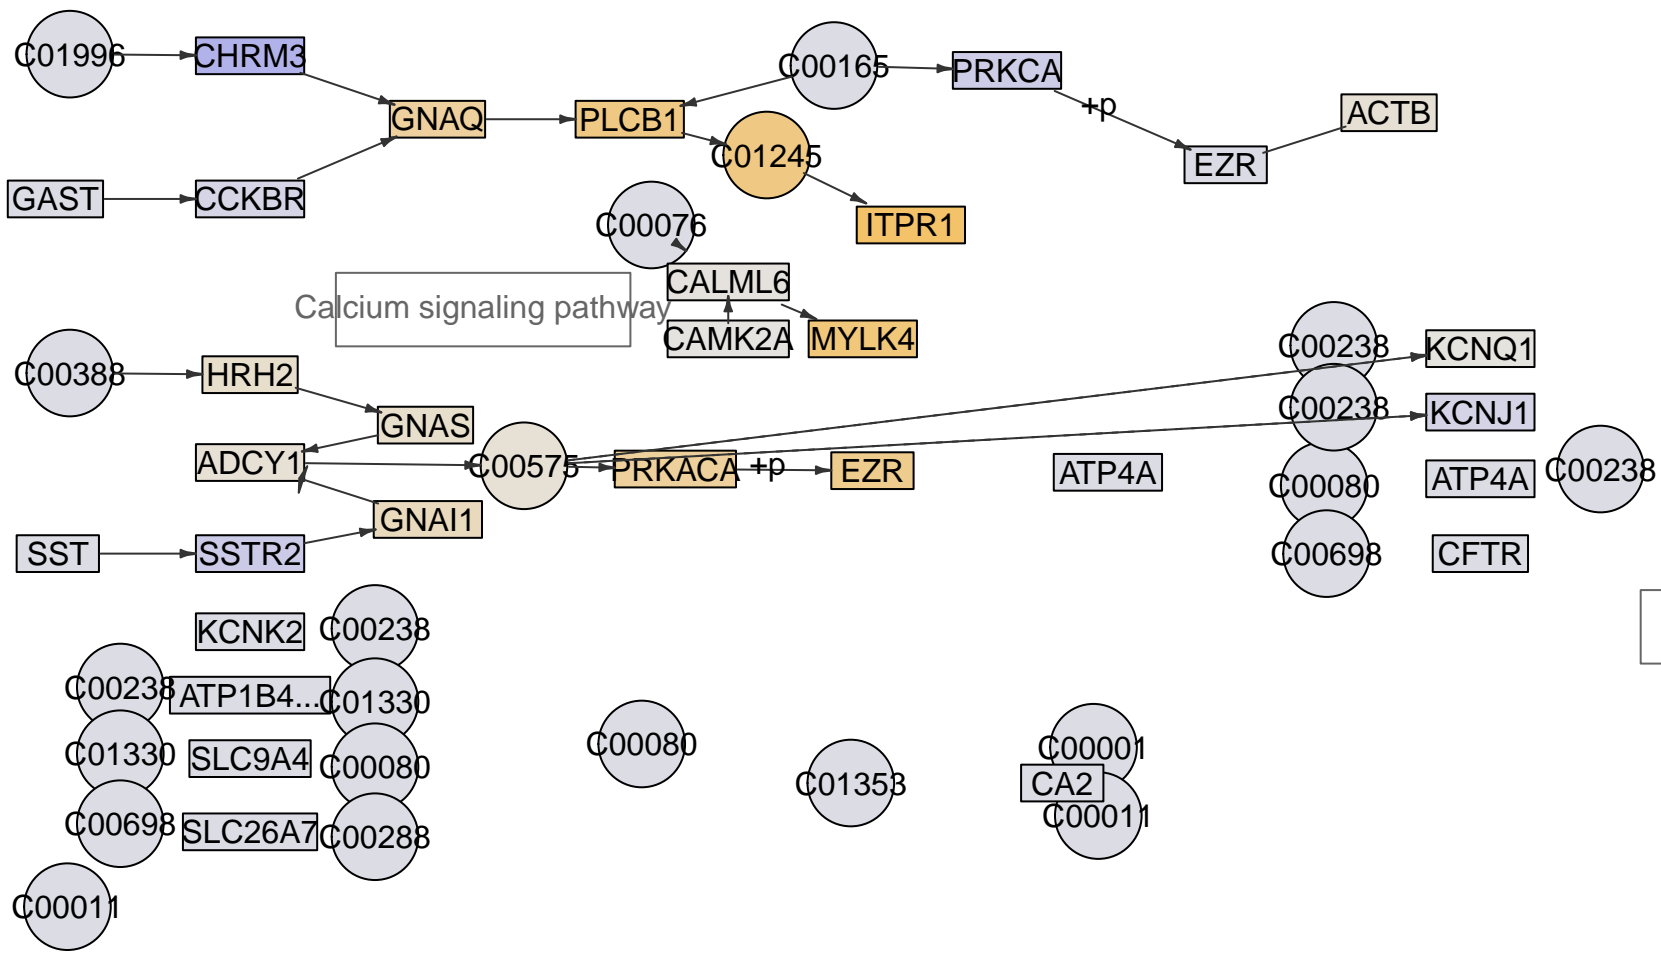 C01996
CHRM3
C00165
PRKCA
+p
ACTB
GNAQ
PLCB1
C01245
EZR
GAST
CCKBR
C00076
ITPR1
CALML6
Calcium signaling pathway
CAMK2A
MYLK4
C00238
KCNQ1
C00388
HRH2
C00238
KCNJ1
GNAS
ADCY1
C00575
PRKACA
+p
EZR
ATP4A
C00080
ATP4A
C00238
GNAI1
SST
SSTR2
C00698
CFTR
KCNK2
C00238
C00238
ATP1B4...
C01330
C01330
SLC9A4
C00080
C00080
C01353
C00001
CA2
C00011
C00698
SLC26A7
C00288
C00011